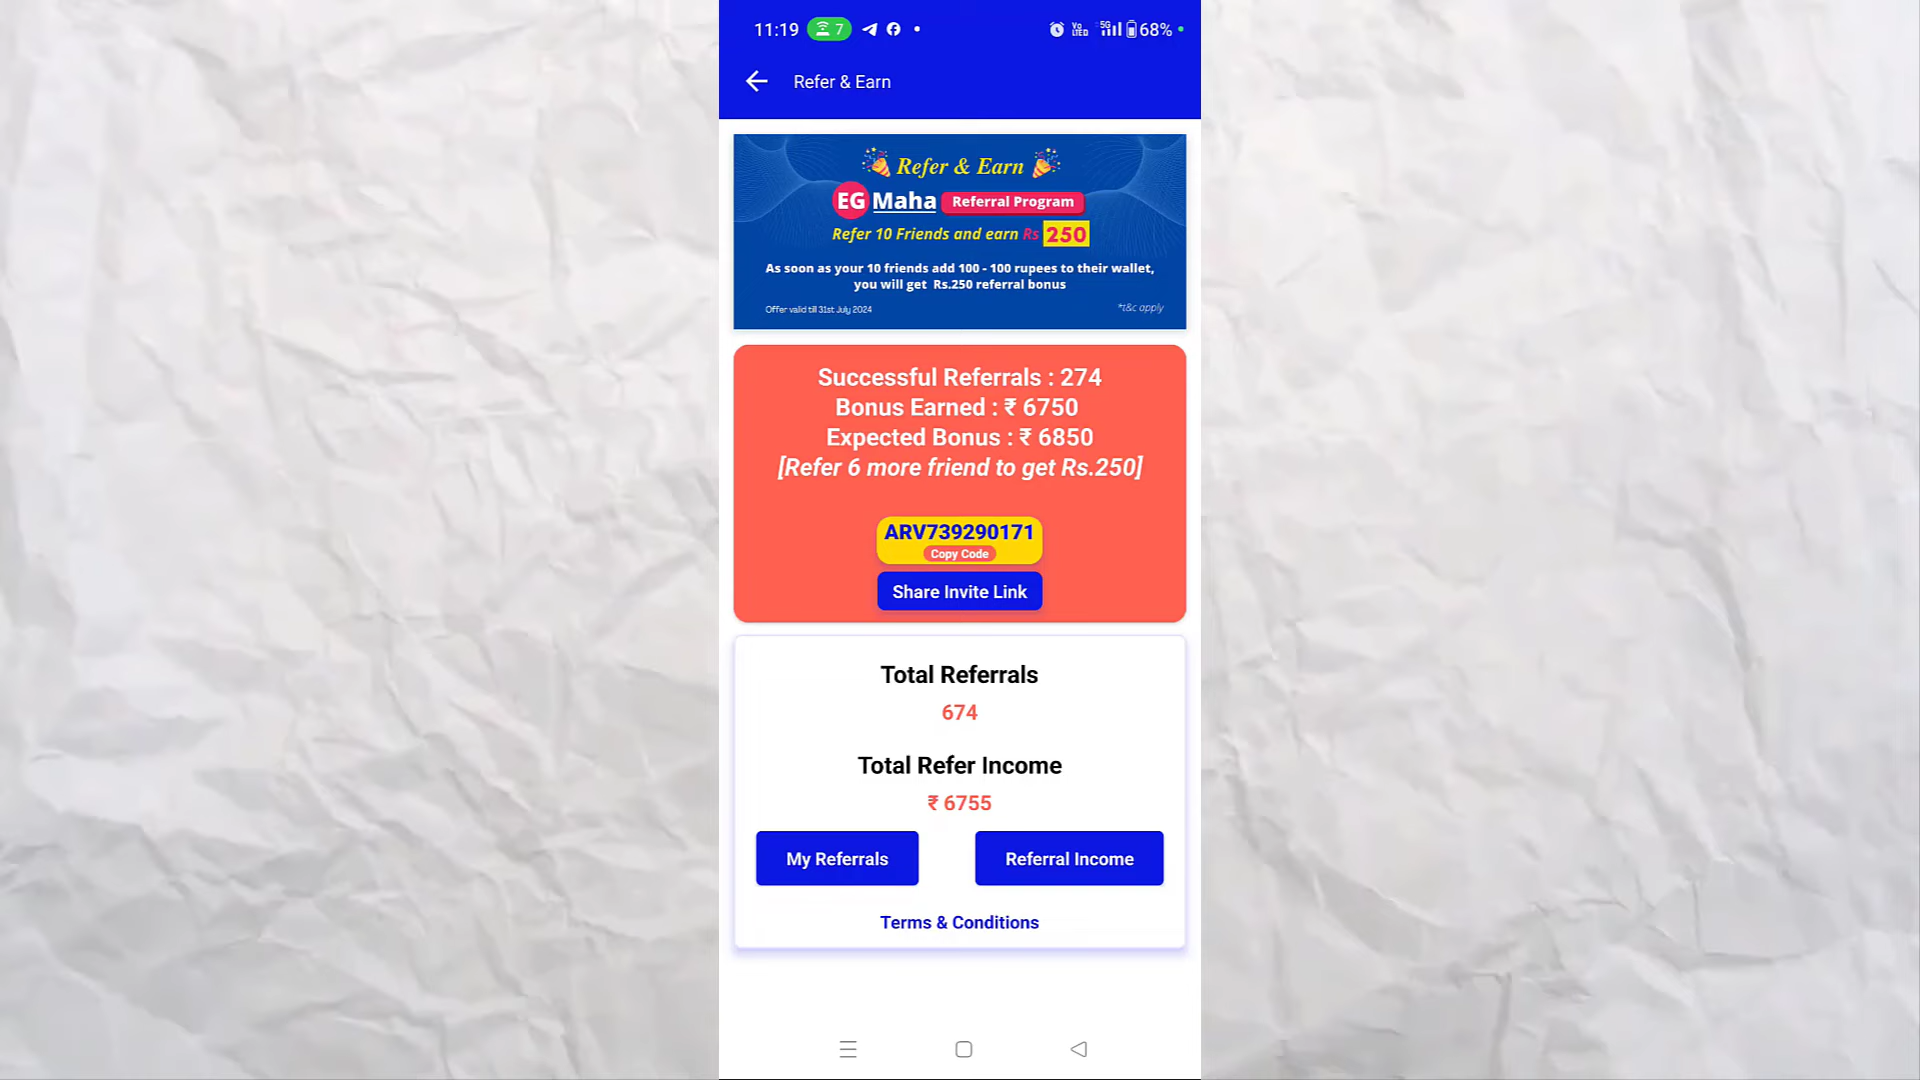 11:19 7 Vo LTED 5G 68%
Refer & Earn
Refer & Earn
EG Maha Referral Program
Refer 10 Friends and earn Rs 250
As soon as your 10 friends add 100 - 100 rupees to their wallet,
you will get Rs.250 referral bonus
Offer valid till 31st July 2024 *t&c apply
Successful Referrals : 274
Bonus Earned : ₹ 6750
Expected Bonus : ₹ 6850
[Refer 6 more friend to get Rs.250]
ARV739290171
Copy Code
Share Invite Link
Total Referrals
674
Total Refer Income
₹ 6755
My Referrals Referral Income
Terms & Conditions